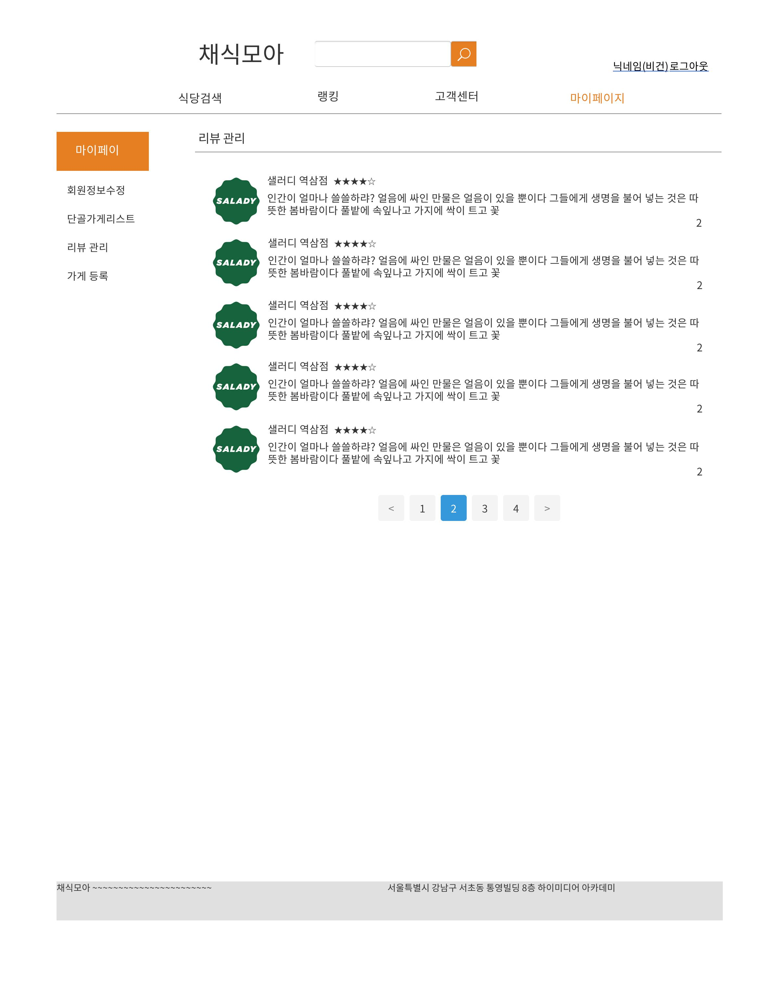 채식모아
닉네임(비건) 로그아웃
식당검색 랭킹 고객센터 마이페이지
마이페이
회원정보수정
단골가게리스트
리뷰 관리
가게 등록
리뷰 관리
SALADY
샐러디 역삼점 ★★★★☆
인간이 얼마나 쓸쓸하랴? 얼음에 싸인 만물은 얼음이 있을 뿐이다 그들에게 생명을 불어 넣는 것은 따
뜻한 봄바람이다 풀밭에 속잎나고 가지에 싹이 트고 꽃
2
SALADY
샐러디 역삼점 ★★★★☆
인간이 얼마나 쓸쓸하랴? 얼음에 싸인 만물은 얼음이 있을 뿐이다 그들에게 생명을 불어 넣는 것은 따
뜻한 봄바람이다 풀밭에 속잎나고 가지에 싹이 트고 꽃
2
SALADY
샐러디 역삼점 ★★★★☆
인간이 얼마나 쓸쓸하랴? 얼음에 싸인 만물은 얼음이 있을 뿐이다 그들에게 생명을 불어 넣는 것은 따
뜻한 봄바람이다 풀밭에 속잎나고 가지에 싹이 트고 꽃
2
SALADY
샐러디 역삼점 ★★★★☆
인간이 얼마나 쓸쓸하랴? 얼음에 싸인 만물은 얼음이 있을 뿐이다 그들에게 생명을 불어 넣는 것은 따
뜻한 봄바람이다 풀밭에 속잎나고 가지에 싹이 트고 꽃
2
SALADY
샐러디 역삼점 ★★★★☆
인간이 얼마나 쓸쓸하랴? 얼음에 싸인 만물은 얼음이 있을 뿐이다 그들에게 생명을 불어 넣는 것은 따
뜻한 봄바람이다 풀밭에 속잎나고 가지에 싹이 트고 꽃
2
< 1 2 3 4 >
채식모아 ~~~~~~~~~~~~~~~~~~~~~~~ 서울특별시 강남구 서초동 통영빌딩 8층 하이미디어 아카데미